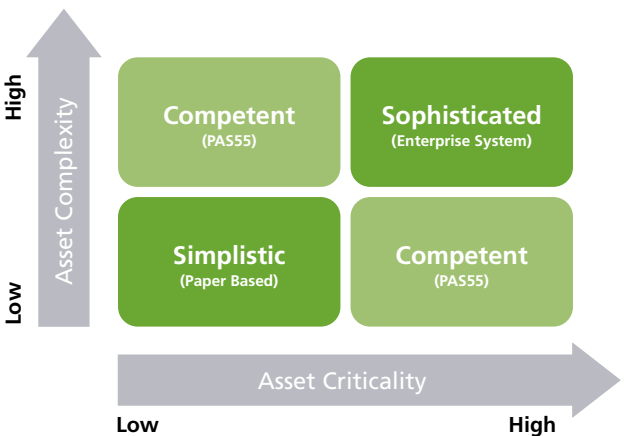 High
Asset Complexity
Low
Competent
(PAS55)
Sophisticated
(Enterprise System)
Simplistic
(Paper Based)
Competent
(PAS55)
Asset Criticality
Low
High